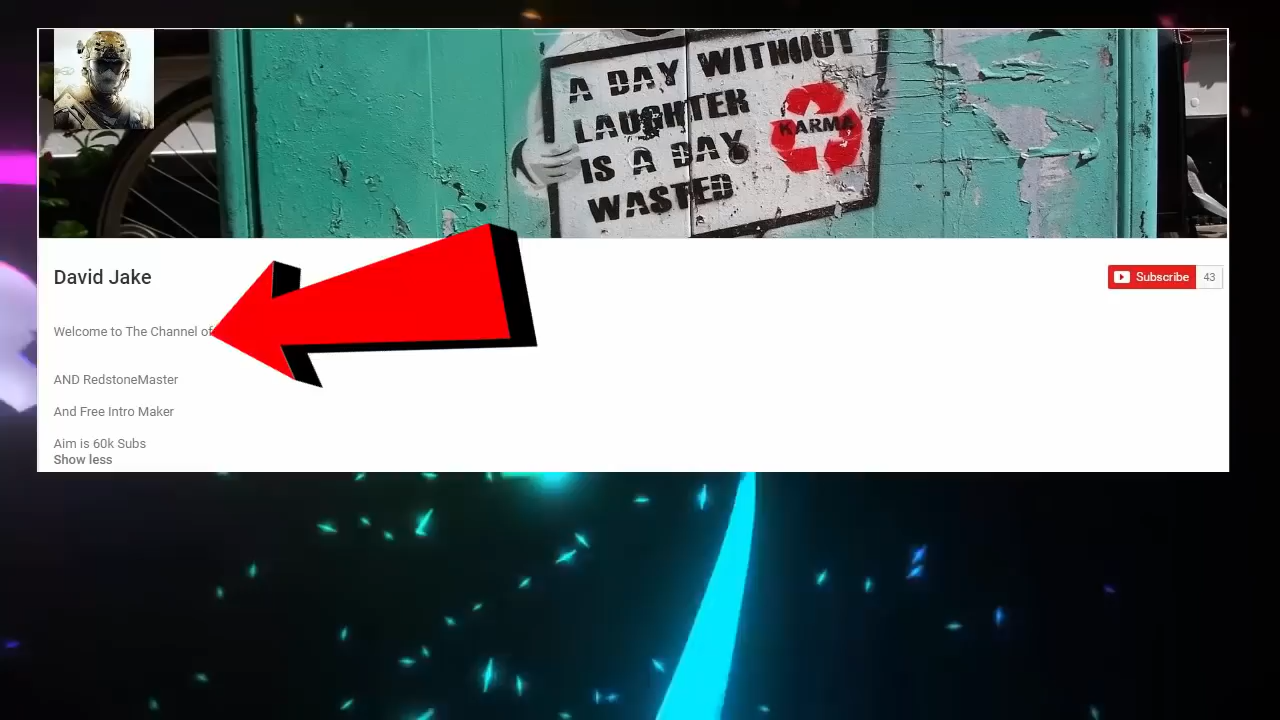 A DAY WITHOUT
LAUGHTER
IS A DAY
WASTED
KARMA
David Jake
Subscribe 43
Welcome to The Channel of
AND RedstoneMaster
And Free Intro Maker
Aim is 60k Subs
Show less